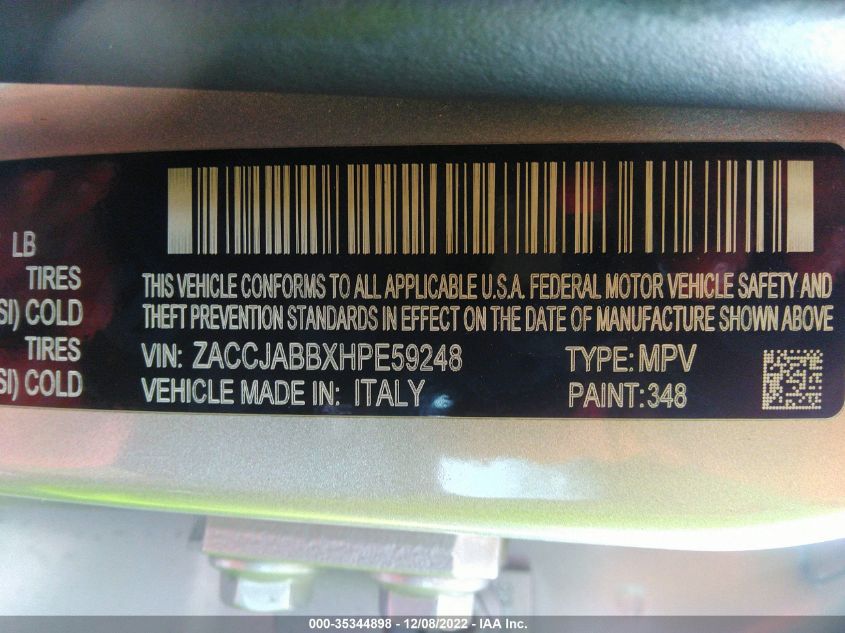 LB
TIRES
SI) COLD
TIRES
SI) COLD
THIS VEHICLE CONFORMS TO ALL APPLICABLE U.S.A. FEDERAL MOTOR VEHICLE SAFETY AND
THEFT PREVENTION STANDARDS IN EFFECT ON THE DATE OF MANUFACTURE SHOWN ABOVE
VIN: ZACCJABBXHPE59248 TYPE: MPV
VEHICLE MADE IN: ITALY PAINT: 348
000-35344898 - 12/08/2022 - IAA Inc.